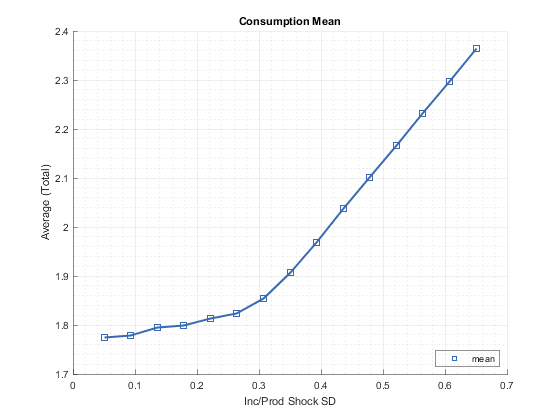 Consumption Mean
2.4
2.3
2.2
2.1
2
1.9
1.8
1.7
Average (Total)
0 0.1 0.2 0.3 0.4 0.5 0.6 0.7
Inc/Prod Shock SD
mean